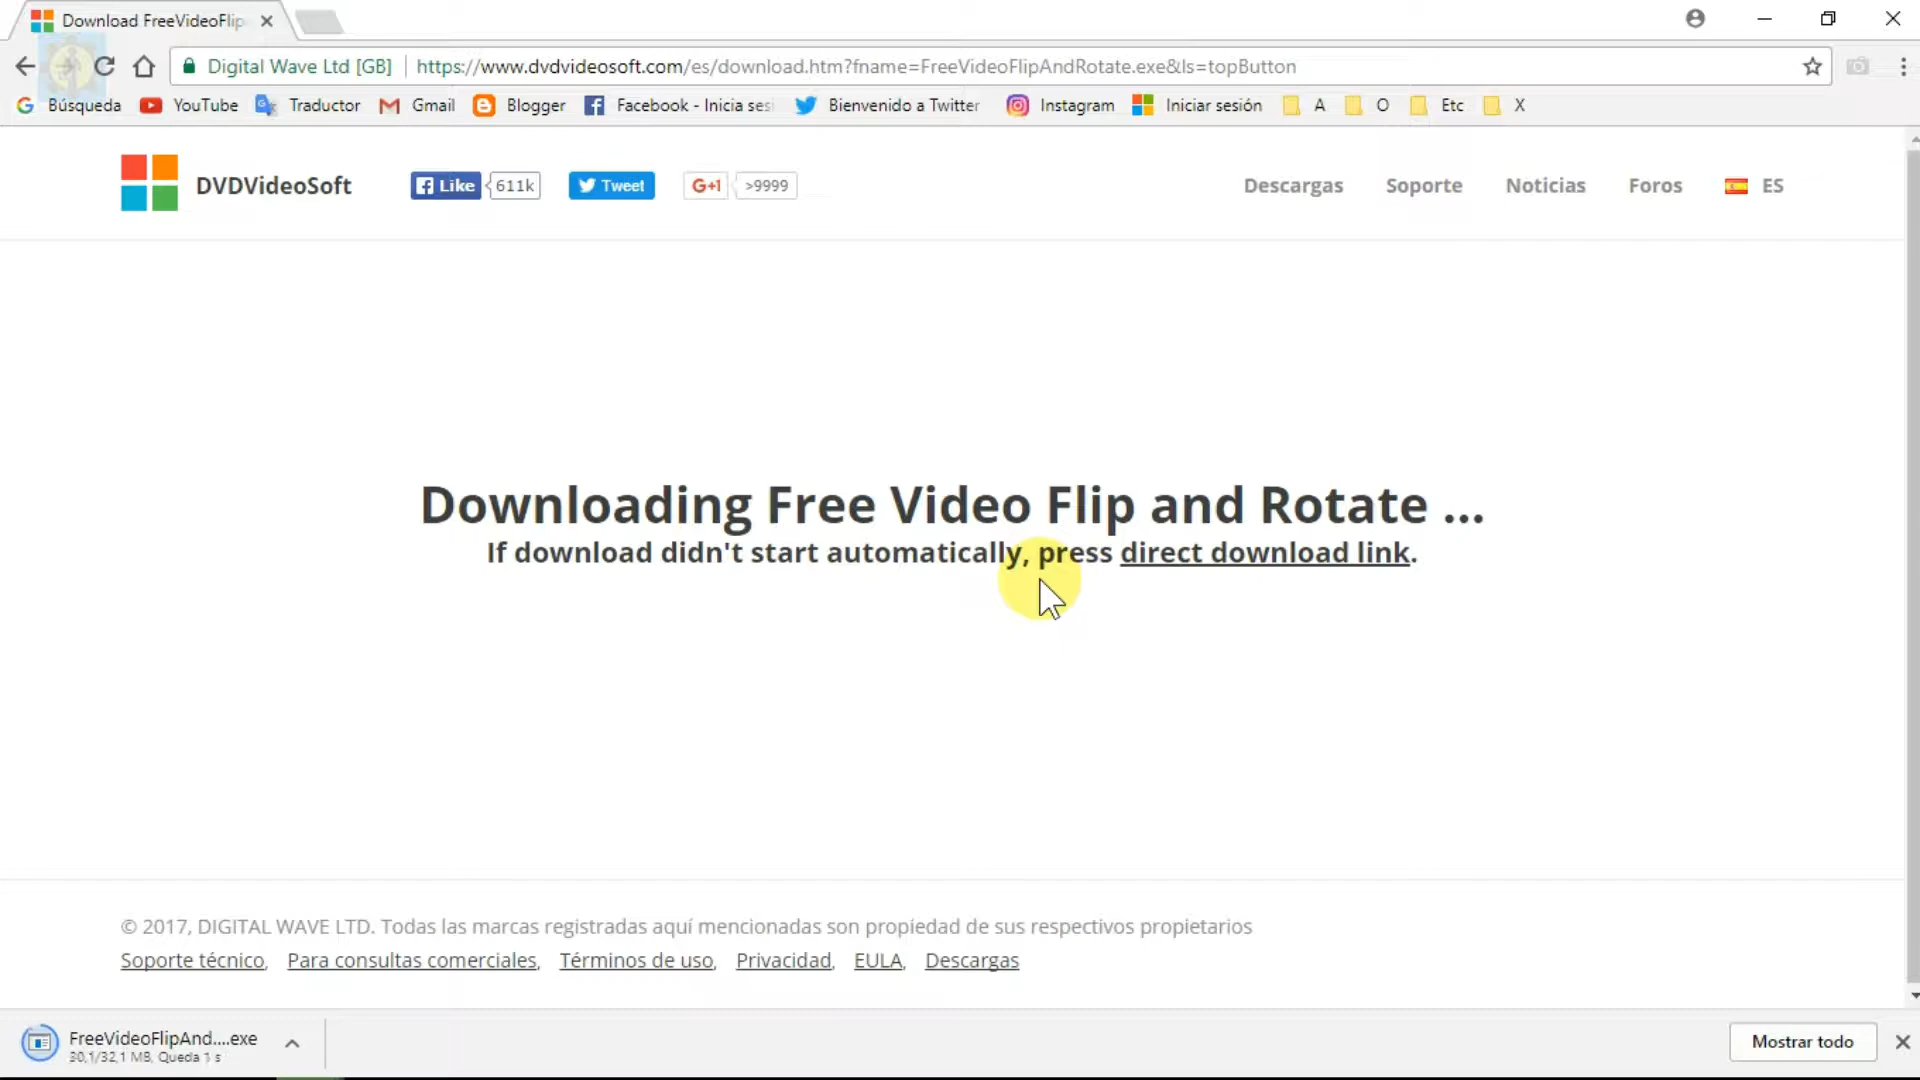 Download FreeVideoFlip
Digital Wave Ltd [GB] https://www.dvdvideosoft.com/es/download.htm?fname=FreeVideoFlipAndRotate.exe&ls=topButton
Búsqueda YouTube Traductor Gmail Blogger Facebook - Inicia ses Bienvenido a Twitter Instagram Iniciar sesión A O Etc X
DVDVideoSoft Like 611k Tweet G+1 >9999 Descargas Soporte Noticias Foros ES
Downloading Free Video Flip and Rotate ...
If download didn't start automatically, press direct download link.
© 2017, DIGITAL WAVE LTD. Todas las marcas registradas aquí mencionadas son propiedad de sus respectivos propietarios
Soporte técnico, Para consultas comerciales, Términos de uso, Privacidad, EULA, Descargas
FreeVideoFlipAnd....exe
30,1/32,1 MB, Queda 1 s
Mostrar todo